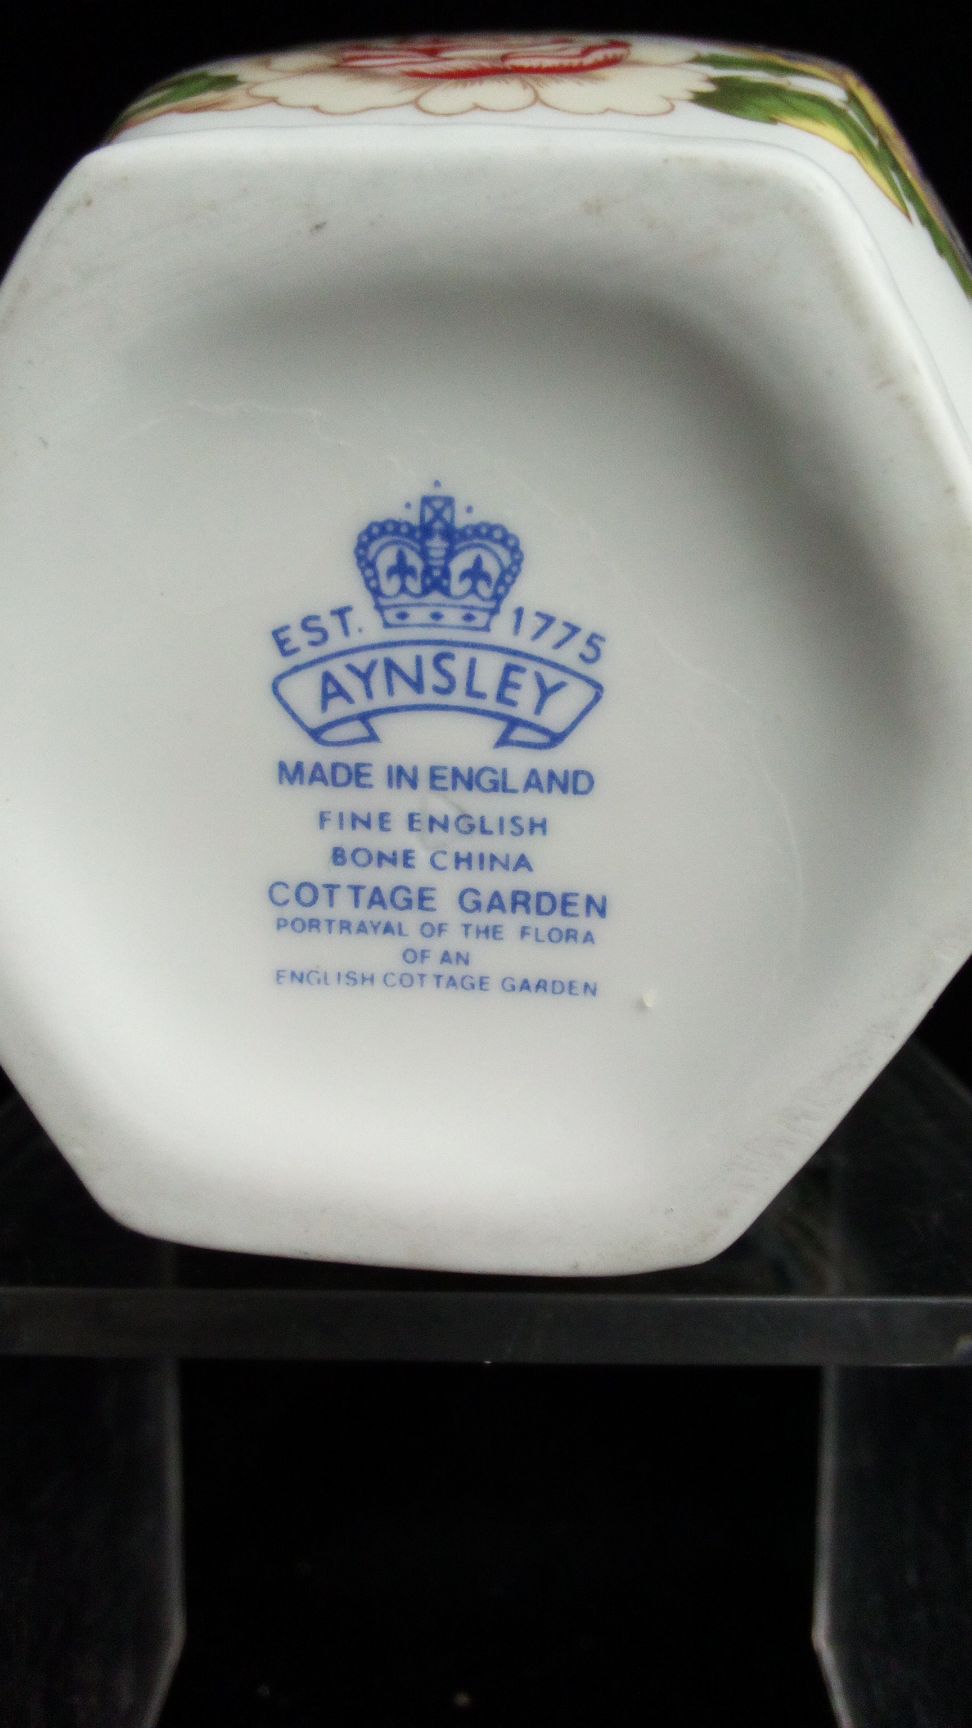 EST. 1775
AYNSLEY
MADE IN ENGLAND
FINE ENGLISH
BONE CHINA
COTTAGE GARDEN
PORTRAYAL OF THE FLORA
OF AN
ENGLISH COTTAGE GARDEN